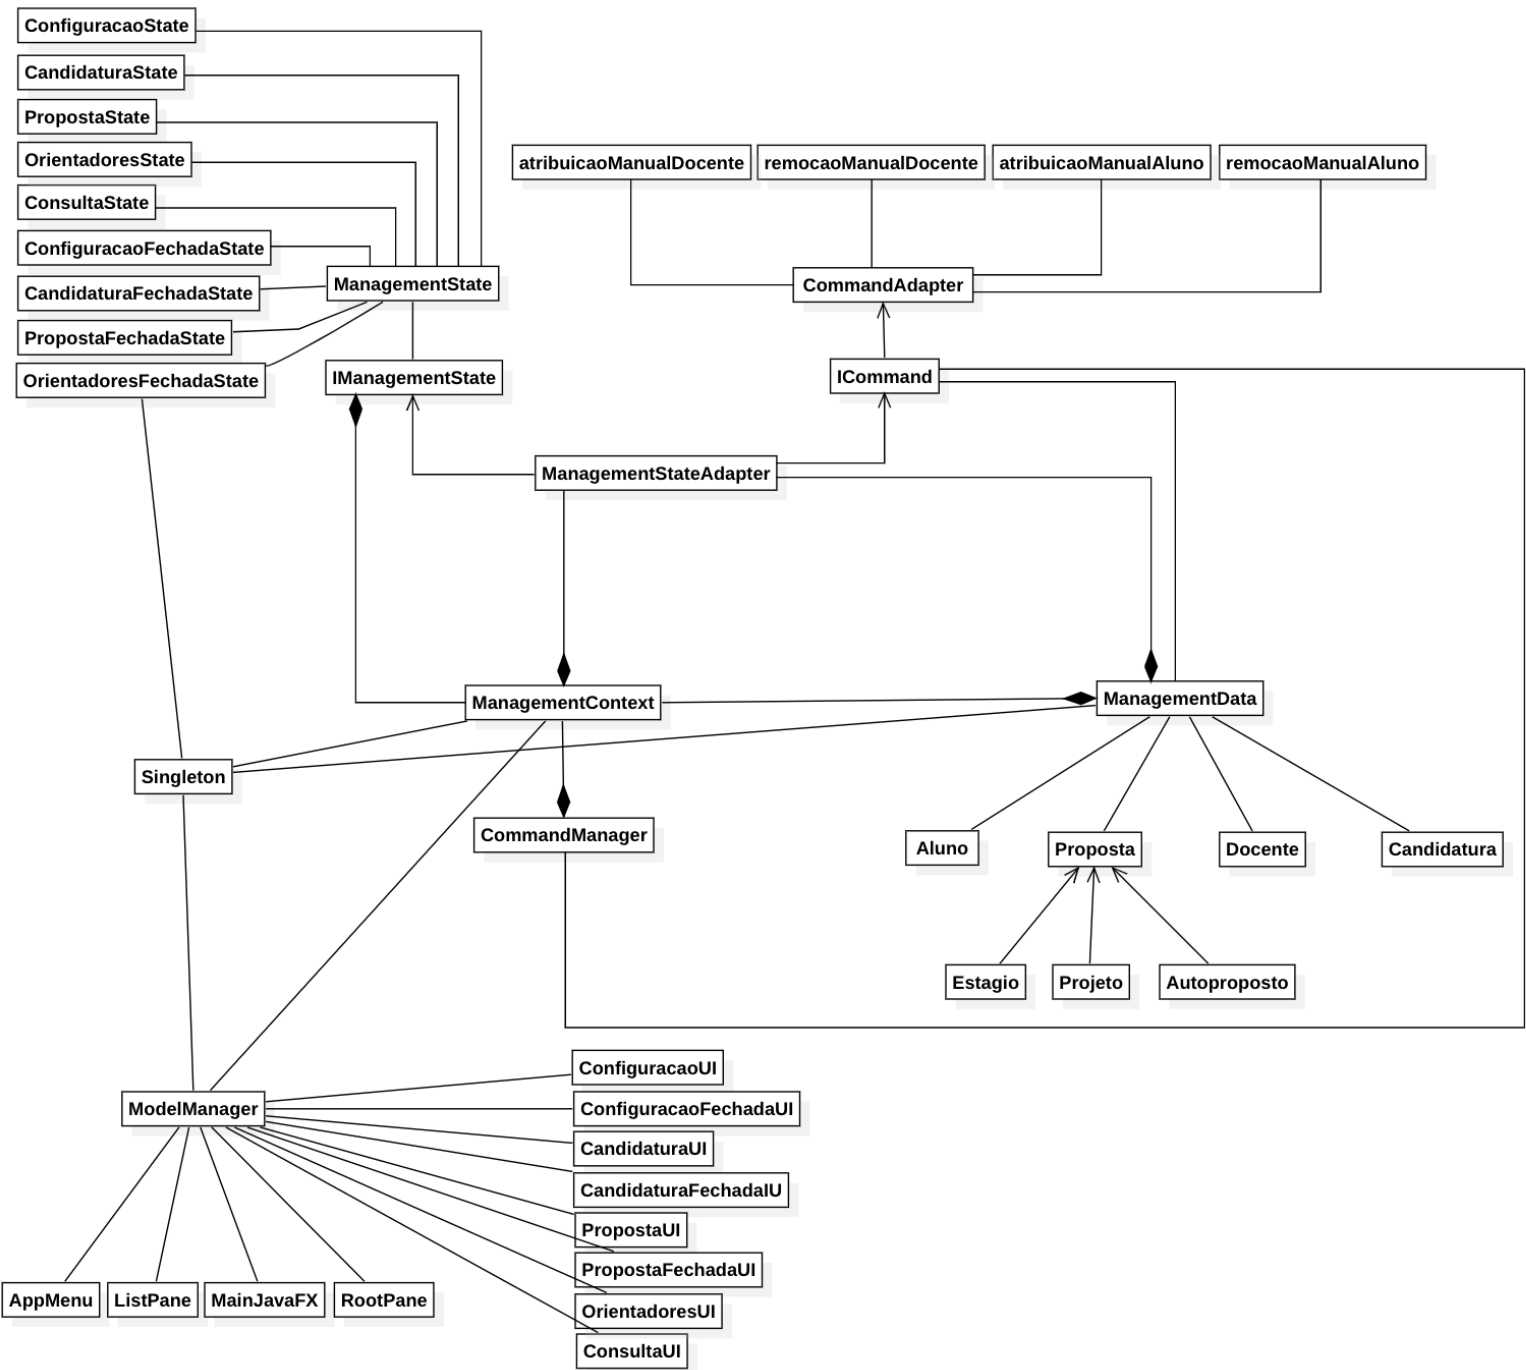 ConfiguracaoState
CandidaturaState
PropostaState
OrientadoresState
ConsultaState
ConfiguracaoFechadaState
CandidaturaFechadaState
PropostaFechadaState
OrientadoresFechadaState
ManagementState
IManagementState
atribuicaoManualDocente
remocaoManualDocente
atribuicaoManualAluno
remocaoManualAluno
CommandAdapter
ICommand
ManagementStateAdapter
ManagementContext
ManagementData
Singleton
CommandManager
Aluno
Proposta
Docente
Candidatura
Estagio
Projeto
Autoproposto
ModelManager
ConfiguracaoUI
ConfiguracaoFechadaUI
CandidaturaUI
CandidaturaFechadaIU
PropostaUI
PropostaFechadaUI
OrientadoresUI
ConsultaUI
AppMenu
ListPane
MainJavaFX
RootPane